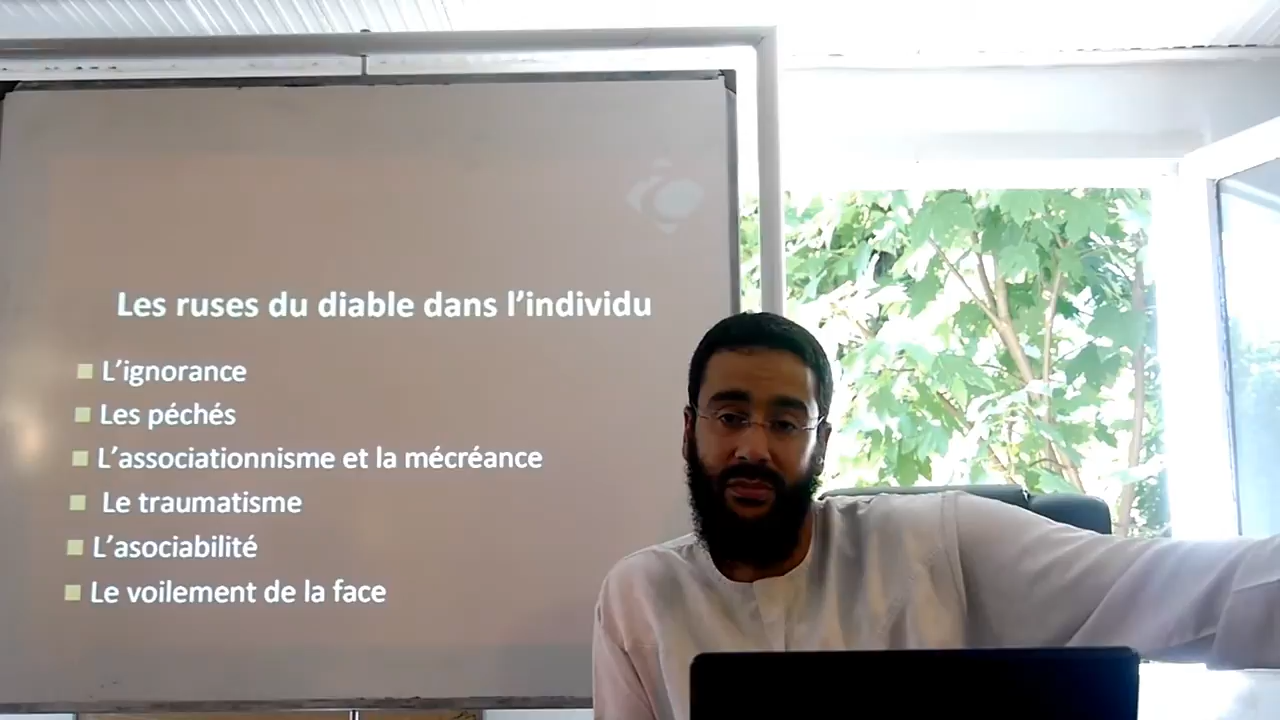 Les ruses du diable dans l’individu
L’ignorance
Les péchés
L’associationnisme et la mécréance
Le traumatisme
L’asociabilité
Le voilement de la face